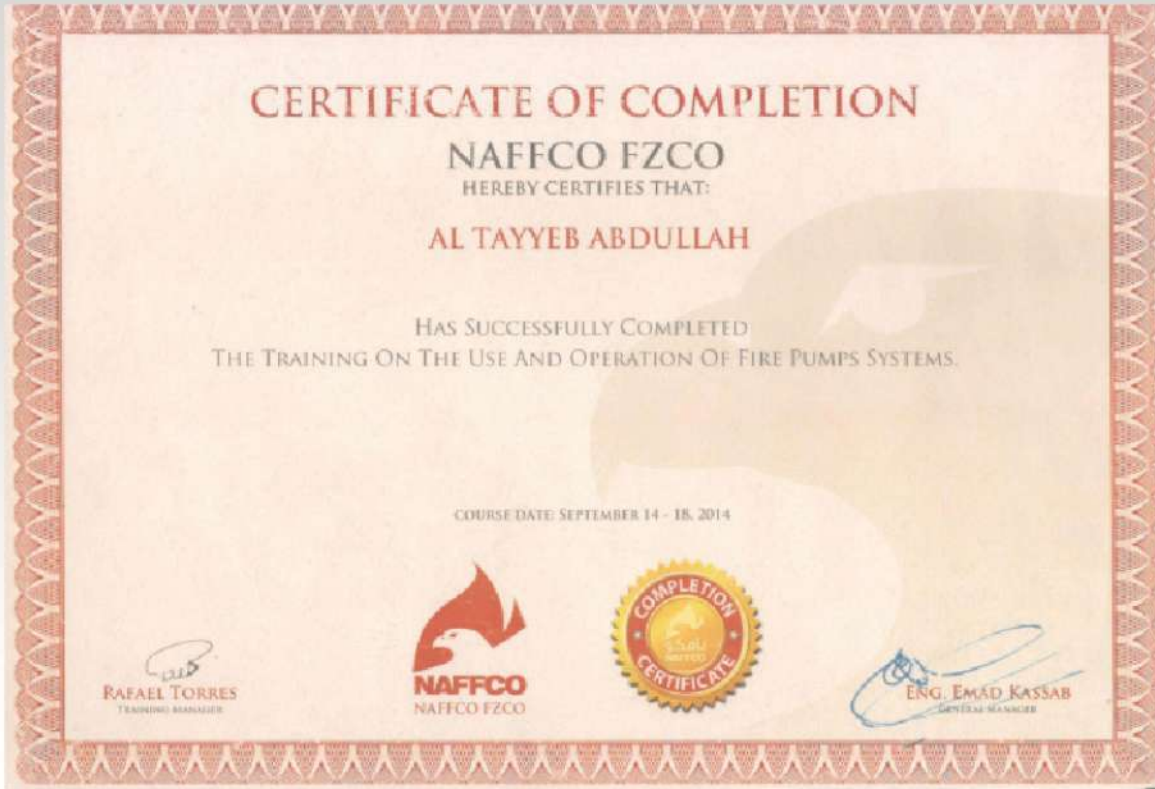 CERTIFICATE OF COMPLETION
NAFFCO FZCO
HEREBY CERTIFIES THAT:
AL TAYYEB ABDULLAH
HAS SUCCESSFULLY COMPLETED
THE TRAINING ON THE USE AND OPERATION OF FIRE PUMPS SYSTEMS.
COURSE DATE: SEPTEMBER 14 - 18, 2014
NAFFCO
NAFFCO FZCO
COMPLETION
نافكو
NAFFCO
CERTIFICATE
RAFAEL TORRES
TRAINING MANAGER
ENG. EMAD KASSAB
GENERAL MANAGER